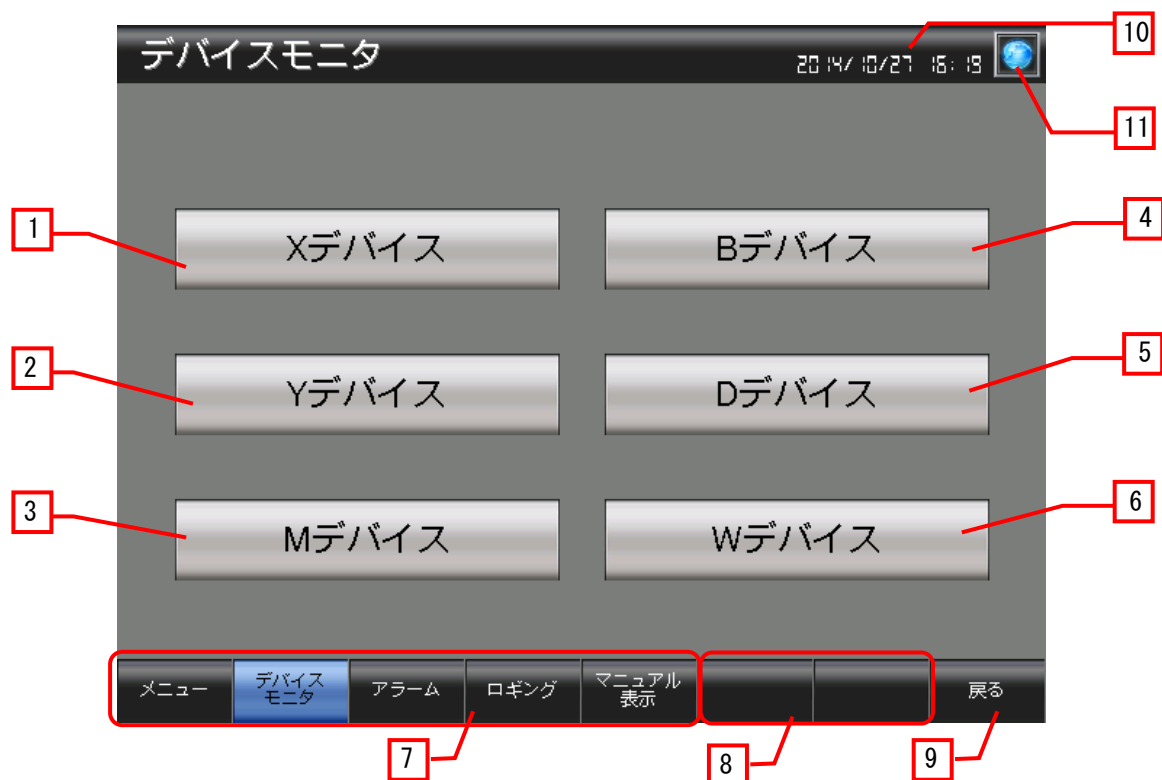 10
デバイスモニタ
2014/10/27 16:19
11
1
Xデバイス
Bデバイス
4
2
Yデバイス
Dデバイス
5
3
Mデバイス
Wデバイス
6
メニュー
デバイス
モニタ
アラーム
ロギング
マニュアル
表示
戻る
7
8
9